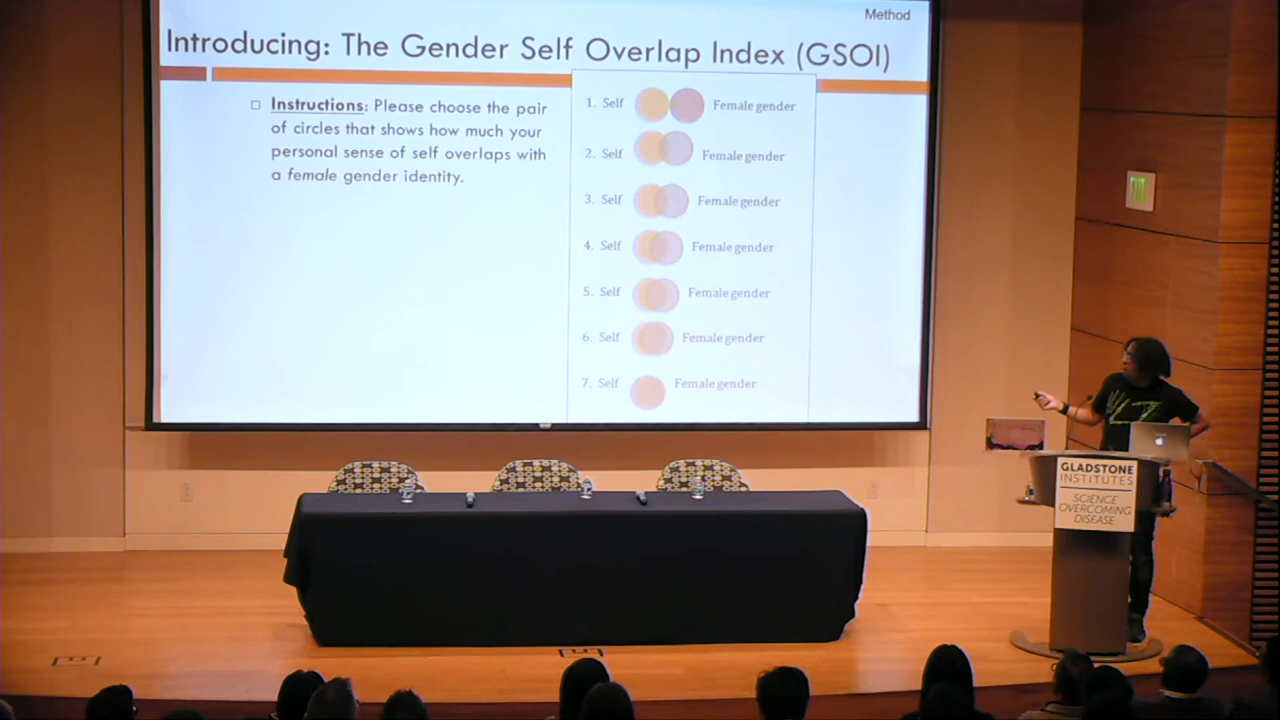 Method
Introducing: The Gender Self Overlap Index (GSOI)
Instructions: Please choose the pair
of circles that shows how much your
personal sense of self overlaps with
a female gender identity.
1. Self Female gender
2. Self Female gender
3. Self Female gender
4. Self Female gender
5. Self Female gender
6. Self Female gender
7. Self Female gender
EXIT
GLADSTONE
INSTITUTES
SCIENCE
OVERCOMING
DISEASE